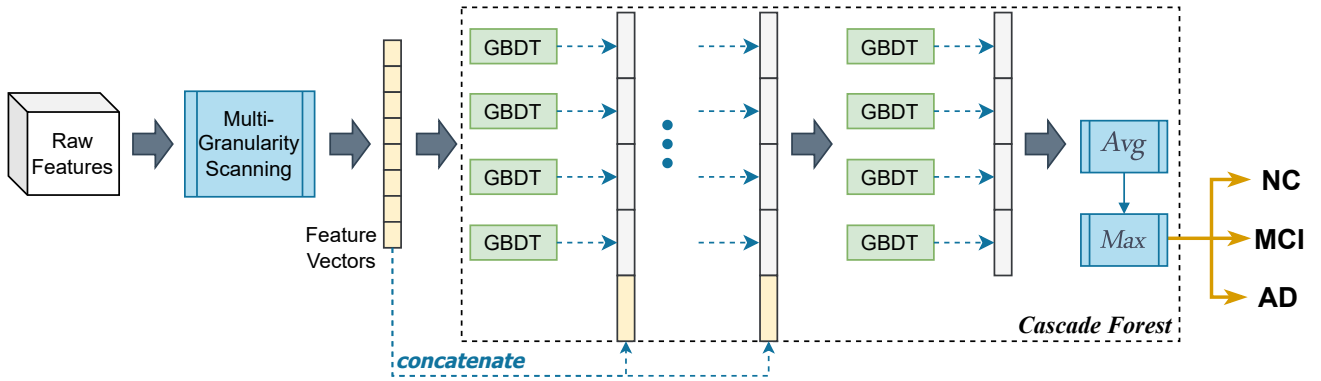 Raw
Features
Multi-
Granularity
Scanning
Feature
Vectors
concatenate
GBDT
GBDT
GBDT
GBDT
GBDT
GBDT
GBDT
GBDT
Avg
Max
NC
MCI
AD
Cascade Forest